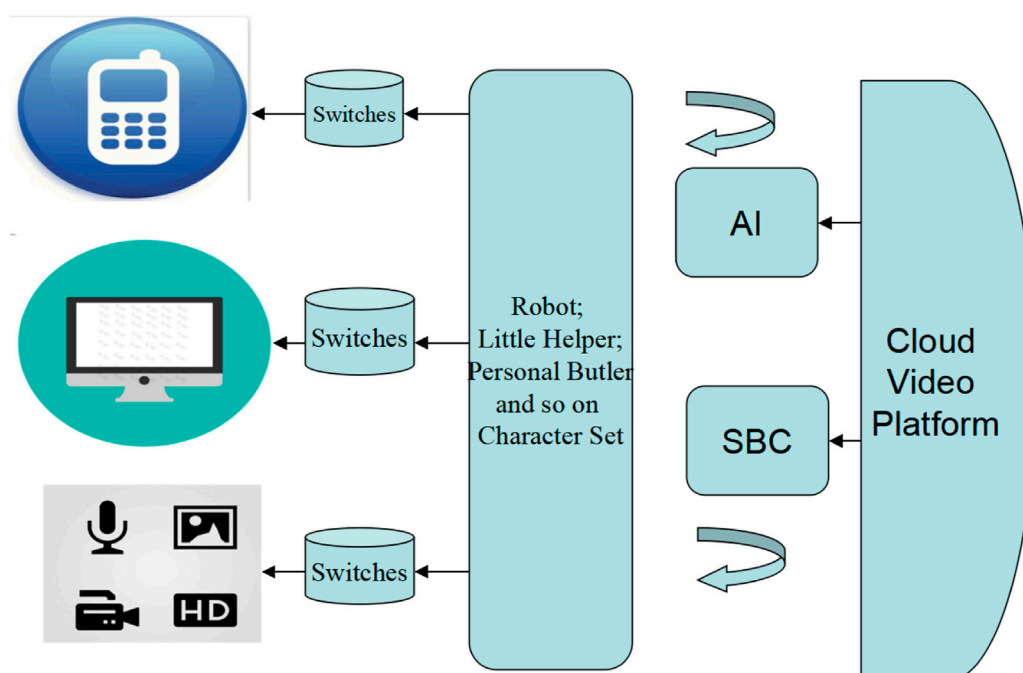 Switches
Switches
Switches
Robot;
Little Helper;
Personal Butler
and so on
Character Set
AI
SBC
Cloud
Video
Platform
HD